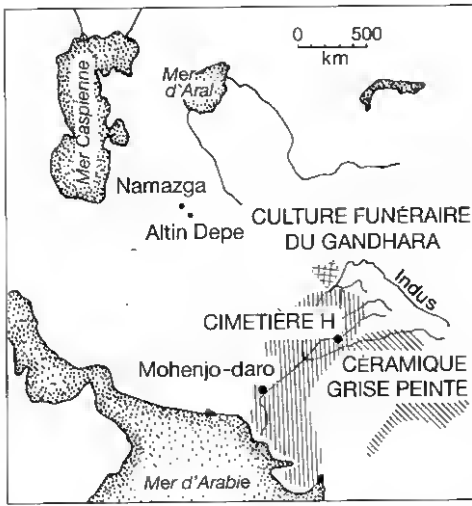 0 500
km
Mer
d'Aral
Mer Caspienne
Namazga
Altin Depe
CULTURE FUNÉRAIRE
DU GANDHARA
Indus
CIMETIÈRE H
Mohenjo-daro
CÉRAMIQUE
GRISE PEINTE
Mer d'Arabie